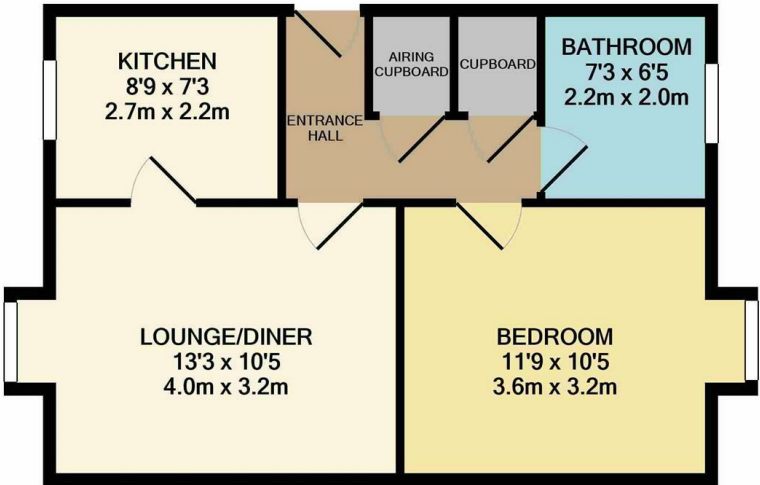 KITCHEN
8'9 x 7'3
2.7m x 2.2m
ENTRANCE
HALL
AIRING
CUPBOARD
CUPBOARD
BATHROOM
7'3 x 6'5
2.2m x 2.0m
LOUNGE/DINER
13'3 x 10'5
4.0m x 3.2m
BEDROOM
11'9 x 10'5
3.6m x 3.2m